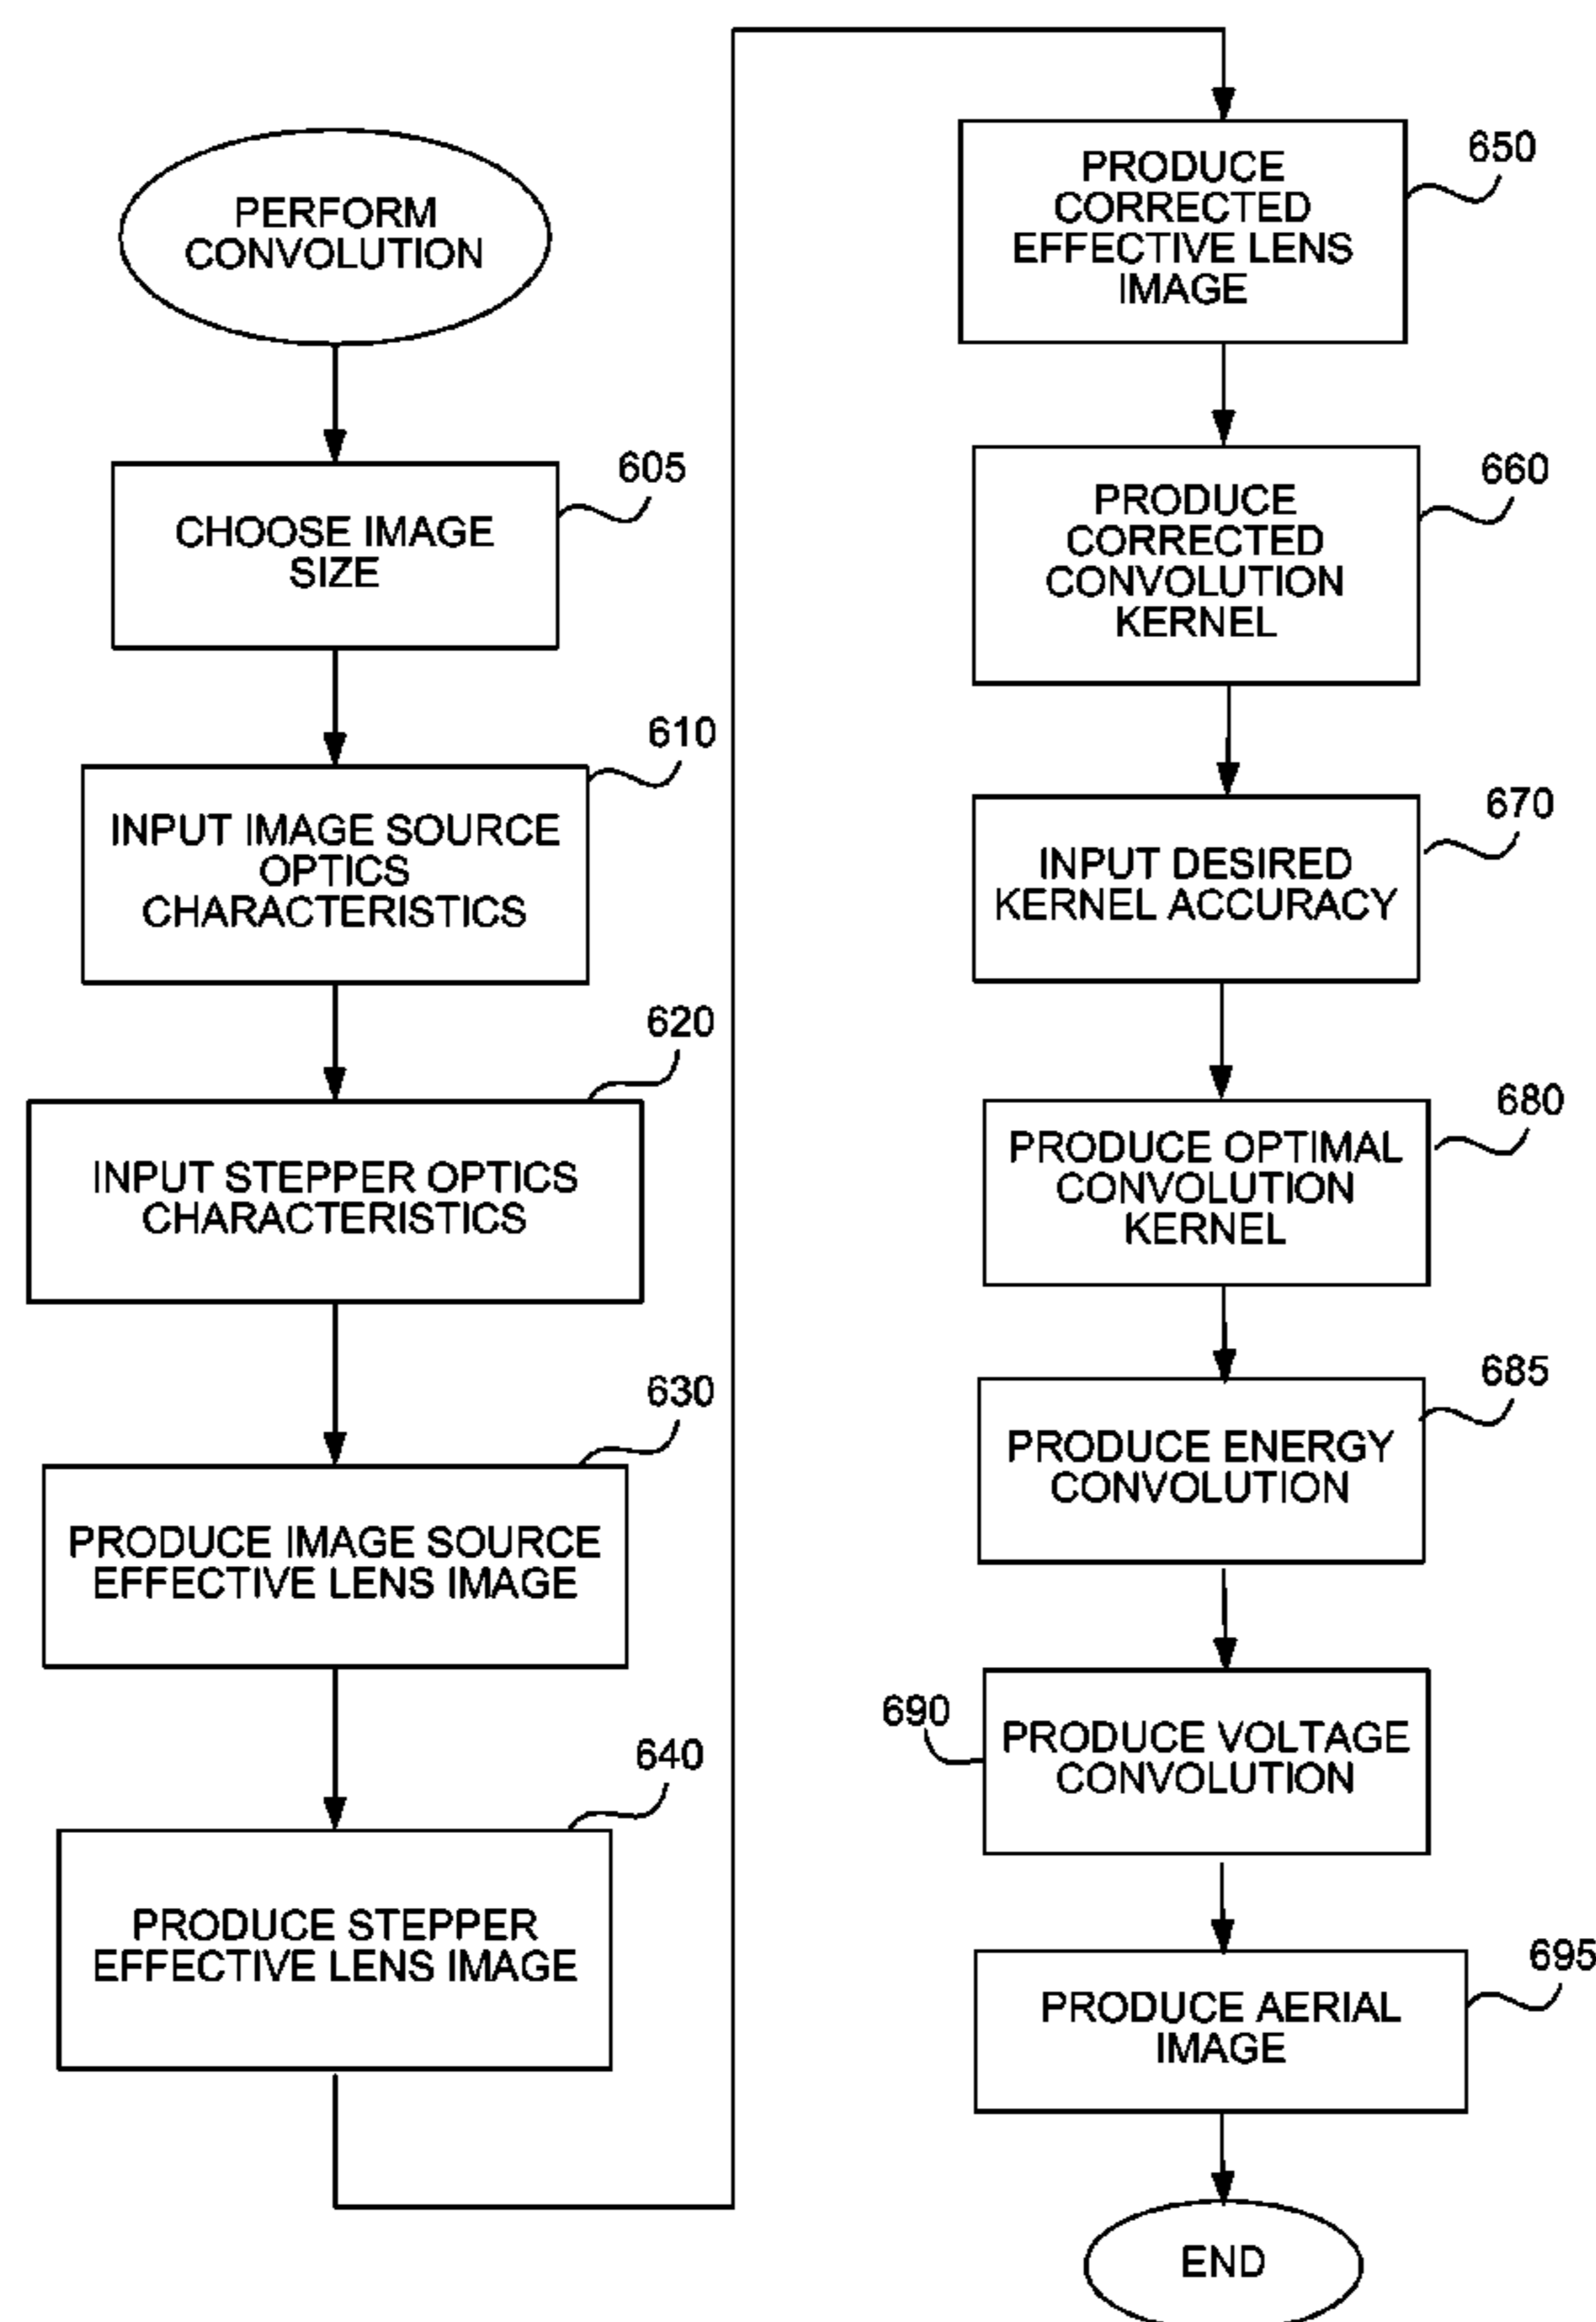 PERFORM
CONVOLUTION
605
CHOOSE IMAGE
SIZE
610
INPUT IMAGE SOURCE
OPTICS
CHARACTERISTICS
620
INPUT STEPPER OPTICS
CHARACTERISTICS
630
PRODUCE IMAGE SOURCE
EFFECTIVE LENS IMAGE
640
PRODUCE STEPPER
EFFECTIVE LENS IMAGE
650
PRODUCE
CORRECTED
EFFECTIVE LENS
IMAGE
660
PRODUCE
CORRECTED
CONVOLUTION
KERNEL
670
INPUT DESIRED
KERNEL ACCURACY
680
PRODUCE OPTIMAL
CONVOLUTION
KERNEL
685
PRODUCE ENERGY
CONVOLUTION
690
PRODUCE VOLTAGE
CONVOLUTION
695
PRODUCE AERIAL
IMAGE
END